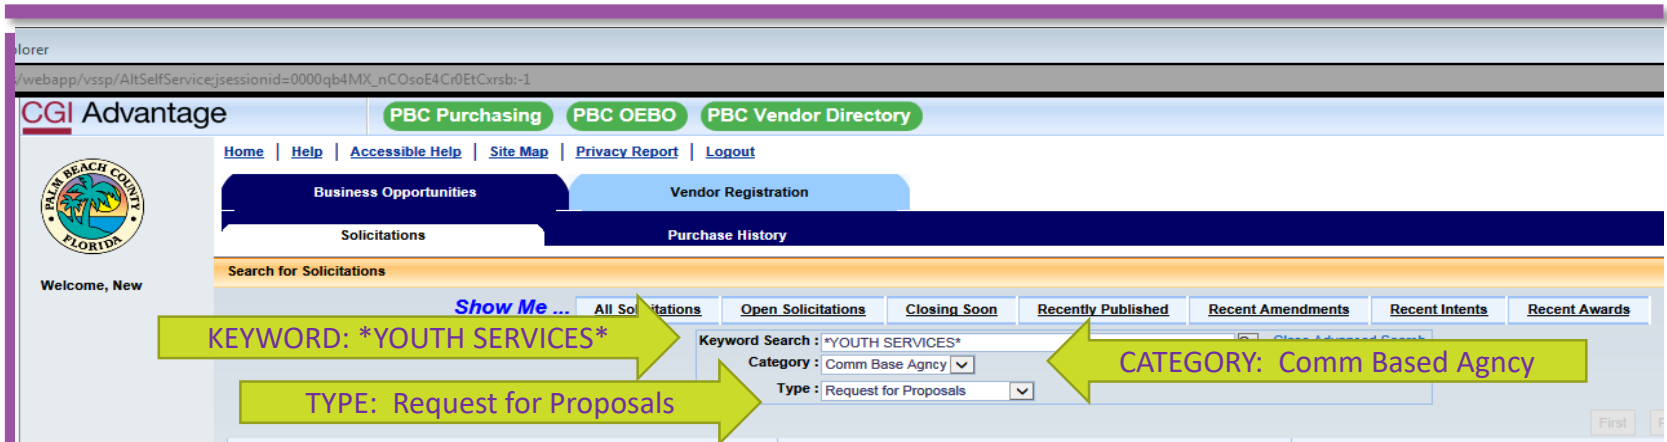 plorer
s/webapp/vssp/AltSelfService;jsessionid=0000qb4MX_nCOsoE4Cr0EtCxrsb:-1
CGI Advantage
PBC Purchasing PBC OEBO PBC Vendor Directory
Home | Help | Accessible Help | Site Map | Privacy Report | Logout
PALM BEACH COUNTY
FLORIDA
Business Opportunities Vendor Registration
Solicitations Purchase History
Welcome, New
Search for Solicitations
Show Me ... All Solicitations Open Solicitations Closing Soon Recently Published Recent Amendments Recent Intents Recent Awards
KEYWORD: *YOUTH SERVICES*
Keyword Search : *YOUTH SERVICES* Close Advanced Search
Category : Comm Base Agncy
CATEGORY: Comm Based Agncy
Type : Request for Proposals
TYPE: Request for Proposals
First